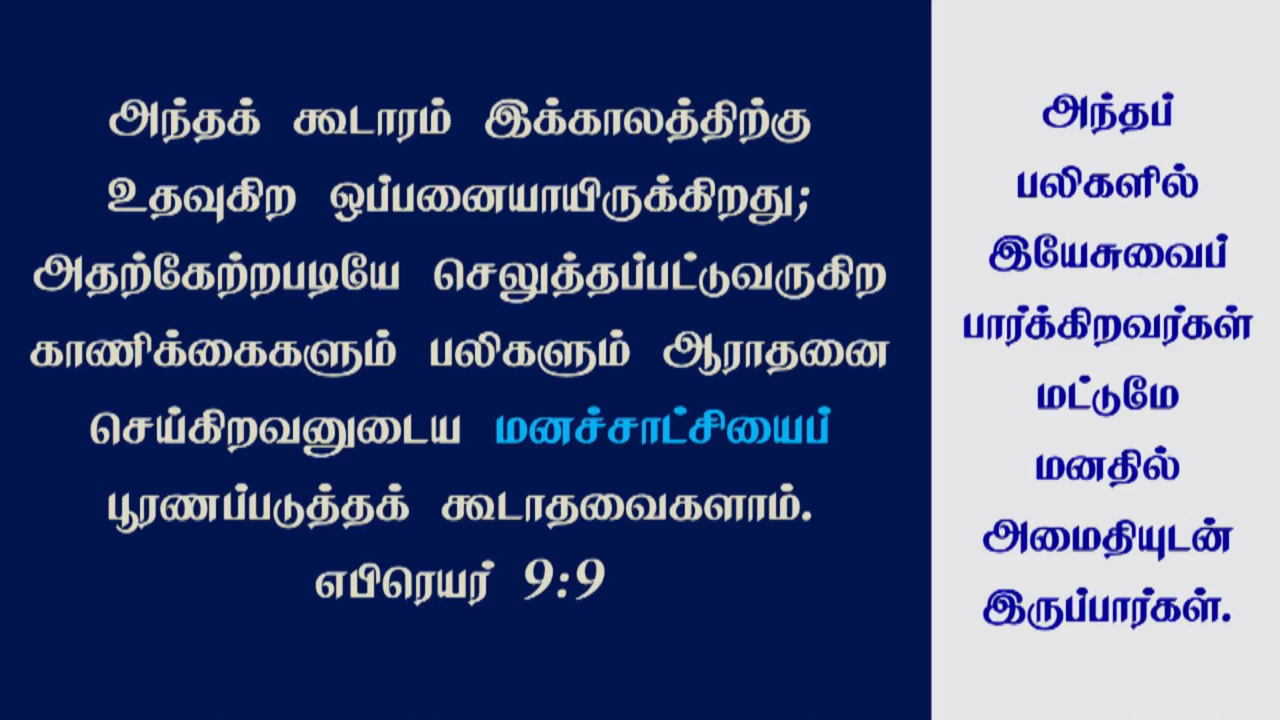 அந்தக் கூடாரம் இக்காலத்திற்கு
உதவுகிற ஒப்பனையாயிருக்கிறது;
அதற்கேற்றபடியே செலுத்தப்பட்டுவருகிற
காணிக்கைகளும் பலிகளும் ஆராதனை
செய்கிறவனுடைய மனச்சாட்சியைப்
பூரணப்படுத்தக் கூடாதவைகளாம்.
எபிரெயர் 9:9
அந்தப்
பலிகளில்
இயேசுவைப்
பார்க்கிறவர்கள்
மட்டுமே
மனதில்
அமைதியுடன்
இருப்பார்கள்.